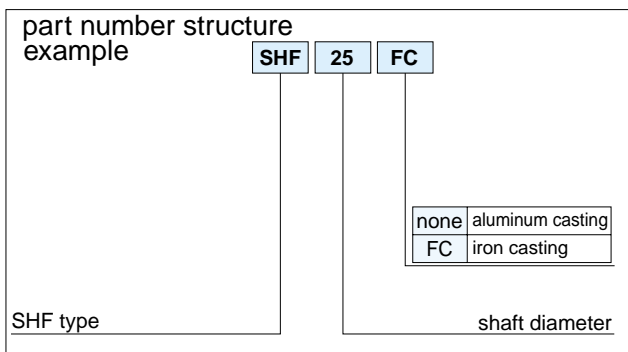 part number structure
example
SHF 25 FC
none aluminum casting
FC iron casting
SHF type shaft diameter